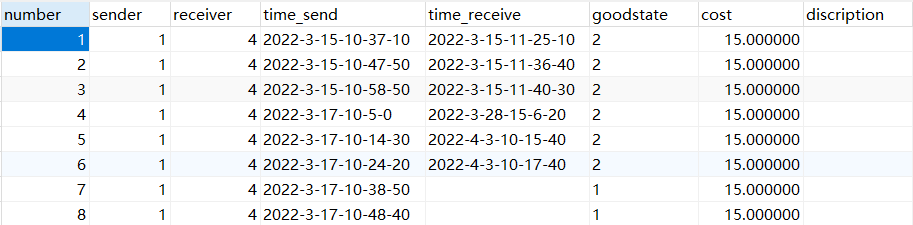 number sender receiver time_send time_receive goodstate cost discription
1 1 4 2022-3-15-10-37-10 2022-3-15-11-25-10 2 15.000000
2 1 4 2022-3-15-10-47-50 2022-3-15-11-36-40 2 15.000000
3 1 4 2022-3-15-10-58-50 2022-3-15-11-40-30 2 15.000000
4 1 4 2022-3-17-10-5-0 2022-3-28-15-6-20 2 15.000000
5 1 4 2022-3-17-10-14-30 2022-4-3-10-15-40 2 15.000000
6 1 4 2022-3-17-10-24-20 2022-4-3-10-17-40 2 15.000000
7 1 4 2022-3-17-10-38-50 1 15.000000
8 1 4 2022-3-17-10-48-40 1 15.000000